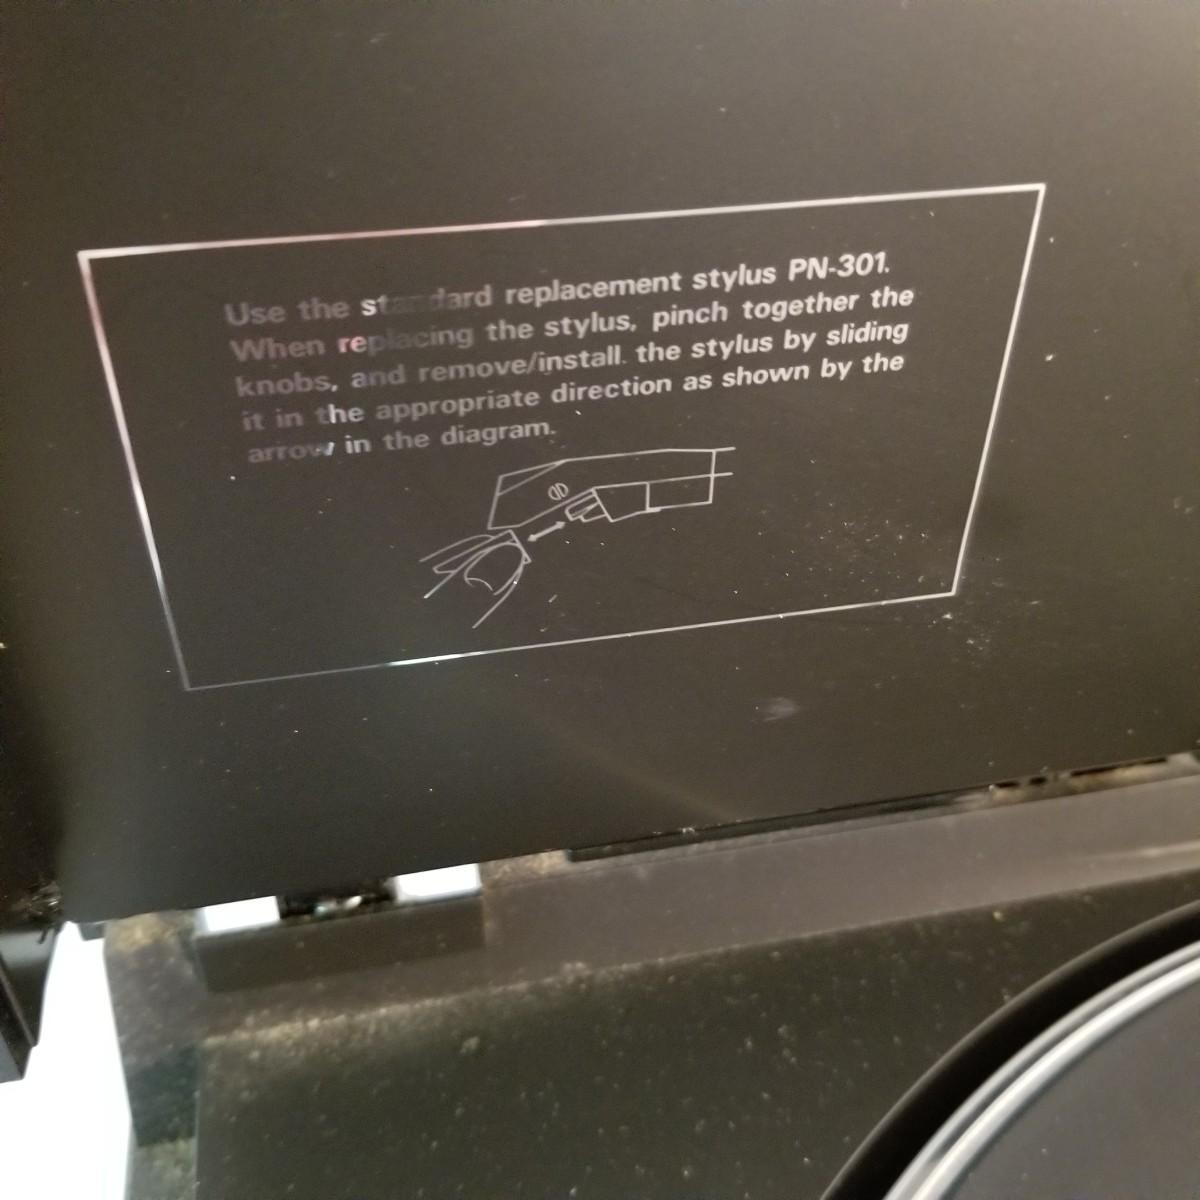 Use the standard replacement stylus PN-301.
When replacing the stylus, pinch together the
knobs, and remove/install. the stylus by sliding
it in the appropriate direction as shown by the
arrow in the diagram.